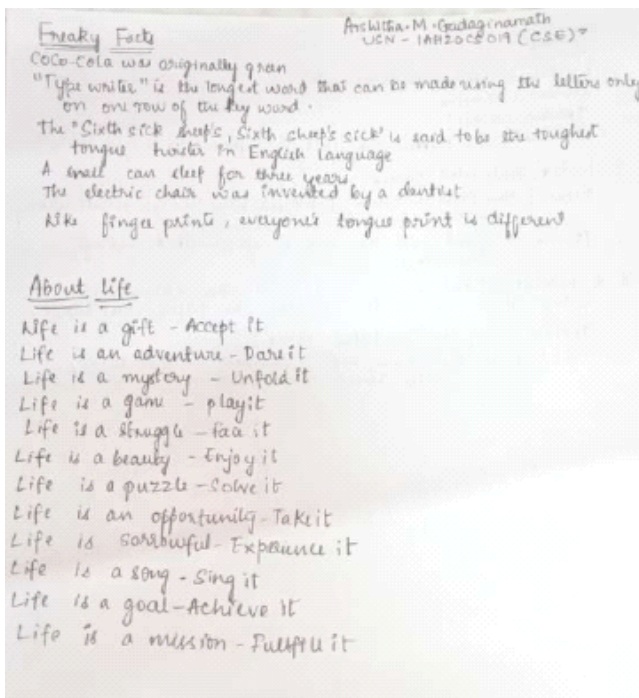 Freaky Facts
Arshitha.M.Gadaginamath
USN - 1AH20CS019 (CSE)
Coco-Cola was originally green
"Type writer" is the longest word that can be made using the letters only
on one row of the key word.
The "Sixth sick sheep's, Sixth sheep's sick" is said to be the toughest
tongue twister in English language
A snail can sleep for three years
The electric chair was invented by a dentist
Like finger prints, everyone's tongue print is different
About life
Life is a gift - Accept it
Life is an adventure - Dare it
Life is a mystery - Unfold it
Life is a game - play it
Life is a struggle - face it
Life is a beauty - Enjoy it
Life is a puzzle - Solve it
Life is an opportunity - Take it
Life is sorrowful - Experience it
Life is a song - Sing it
Life is a goal - Achieve it
Life is a mission - Fullfill it